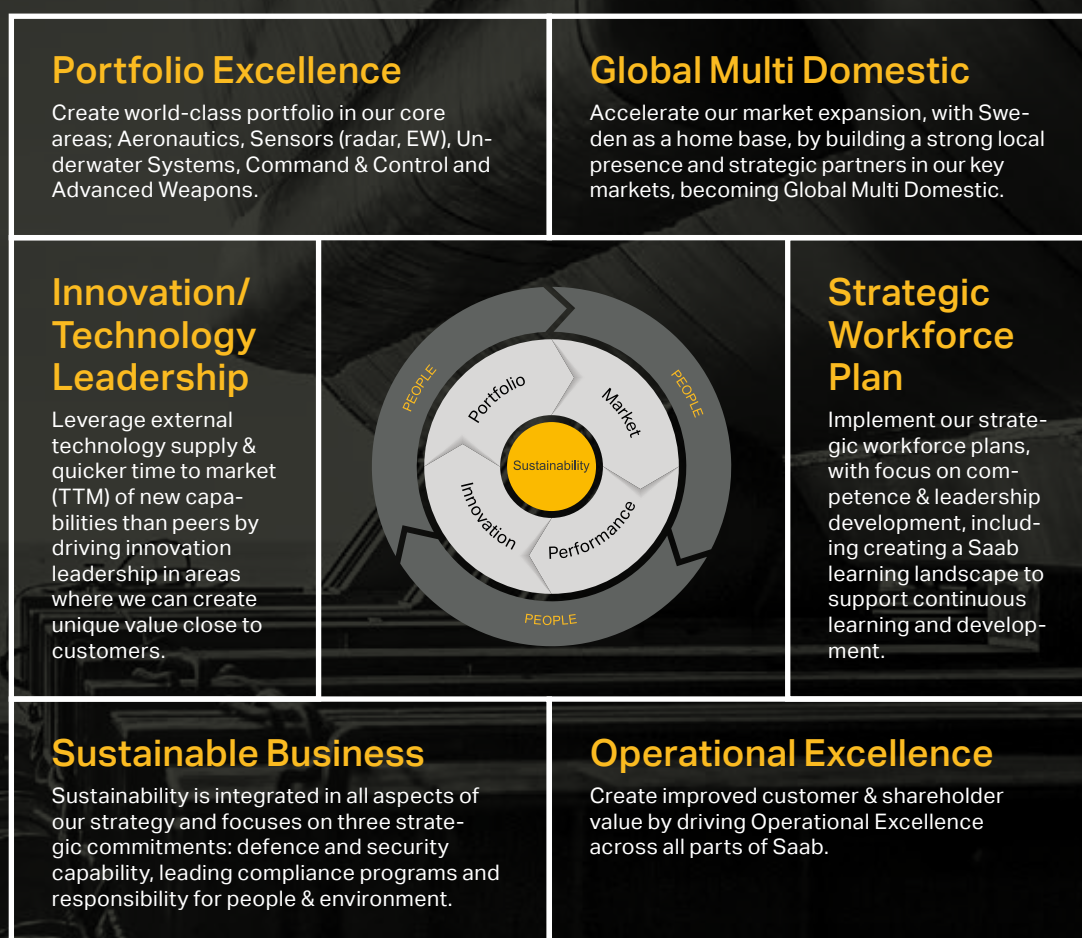 Portfolio Excellence
Create world-class portfolio in our core
areas; Aeronautics, Sensors (radar, EW), Un-
derwater Systems, Command & Control and
Advanced Weapons.
Global Multi Domestic
Accelerate our market expansion, with Swe-
den as a home base, by building a strong local
presence and strategic partners in our key
markets, becoming Global Multi Domestic.
Innovation/
Technology
Leadership
Leverage external
technology supply &
quicker time to market
(TTM) of new capa-
bilities than peers by
driving innovation
leadership in areas
where we can create
unique value close to
customers.
PEOPLE
PEOPLE
Portfolio
Market
Sustainability
Innovation
Performance
PEOPLE
Strategic
Workforce
Plan
Implement our strate-
gic workforce plans,
with focus on com-
petence & leadership
development, includ-
ing creating a Saab
learning landscape to
support continuous
learning and develop-
ment.
Sustainable Business
Sustainability is integrated in all aspects of
our strategy and focuses on three strate-
gic commitments: defence and security
capability, leading compliance programs and
responsibility for people & environment.
Operational Excellence
Create improved customer & shareholder
value by driving Operational Excellence
across all parts of Saab.